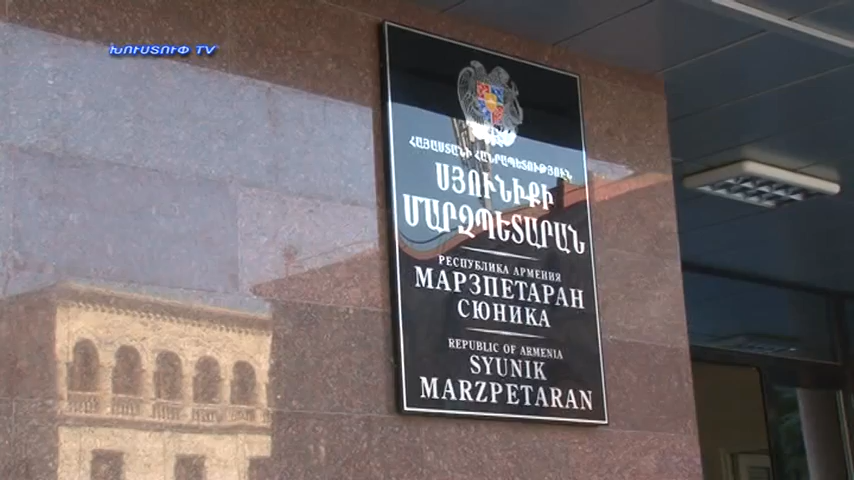 ԽՈՒՍՏՈՒՓ TV
ՀԱՅԱՍՏԱՆԻ ՀԱՆՐԱՊԵՏՈՒԹՅՈՒՆ
ՍՅՈՒՆԻՔԻ
ՄԱՐԶՊԵՏԱՐԱՆ
РЕСПУБЛИКА АРМЕНИЯ
МАРЗПЕТАРАН
СЮНИКА
REPUBLIC OF ARMENIA
SYUNIK
MARZPETARAN